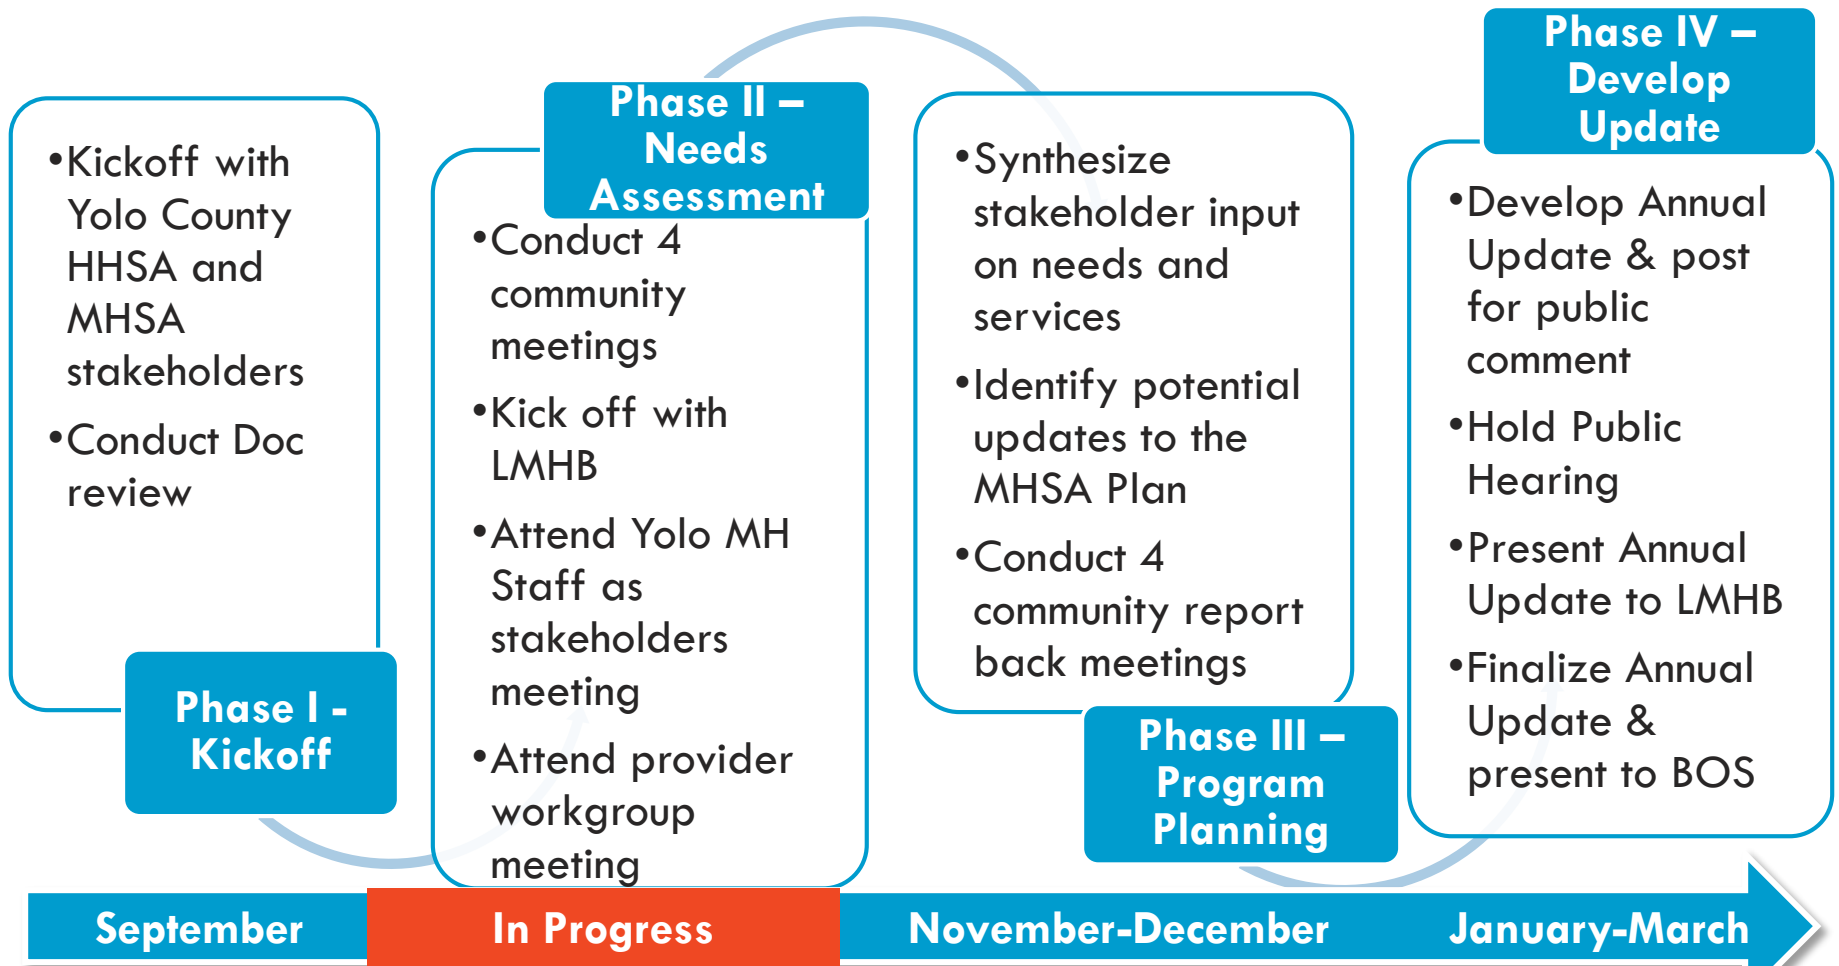 •Kickoff with
Yolo County
HHSA and
MHSA
stakeholders
•Conduct Doc
review
Phase I -
Kickoff
Phase II –
Needs
Assessment
•Conduct 4
community
meetings
•Kick off with
LMHB
•Attend Yolo MH
Staff as
stakeholders
meeting
•Attend provider
workgroup
meeting
•Synthesize
stakeholder input
on needs and
services
•Identify potential
updates to the
MHSA Plan
•Conduct 4
community report
back meetings
Phase III –
Program
Planning
Phase IV –
Develop
Update
•Develop Annual
Update & post
for public
comment
•Hold Public
Hearing
•Present Annual
Update to LMHB
•Finalize Annual
Update &
present to BOS
September
In Progress
November-December
January-March